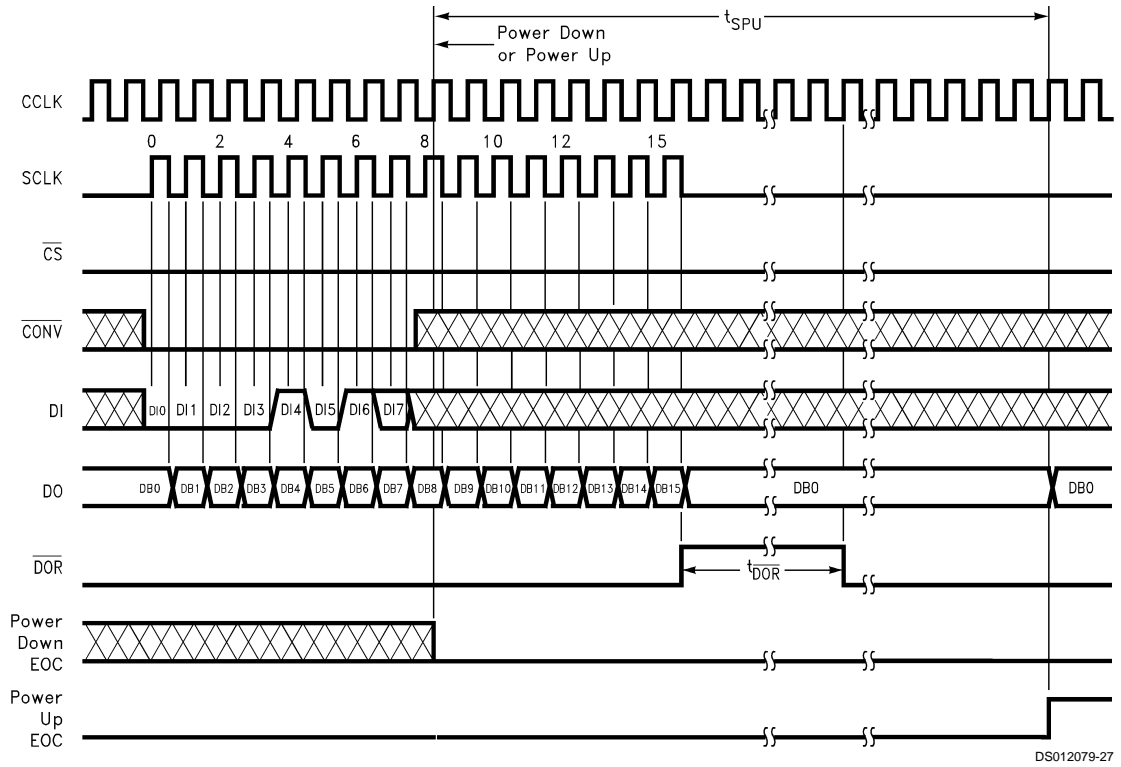 tSPU
Power Down
or Power Up
CCLK
0 2 4 6 8 10 12 15
SCLK
CS
CONV
DI DI0 DI1 DI2 DI3 DI4 DI5 DI6 DI7
DO DB0 DB1 DB2 DB3 DB4 DB5 DB6 DB7 DB8 DB9 DB10 DB11 DB12 DB13 DB14 DB15 DB0 DB0
DOR tDOR
Power
Down
EOC
Power
Up
EOC
DS012079-27